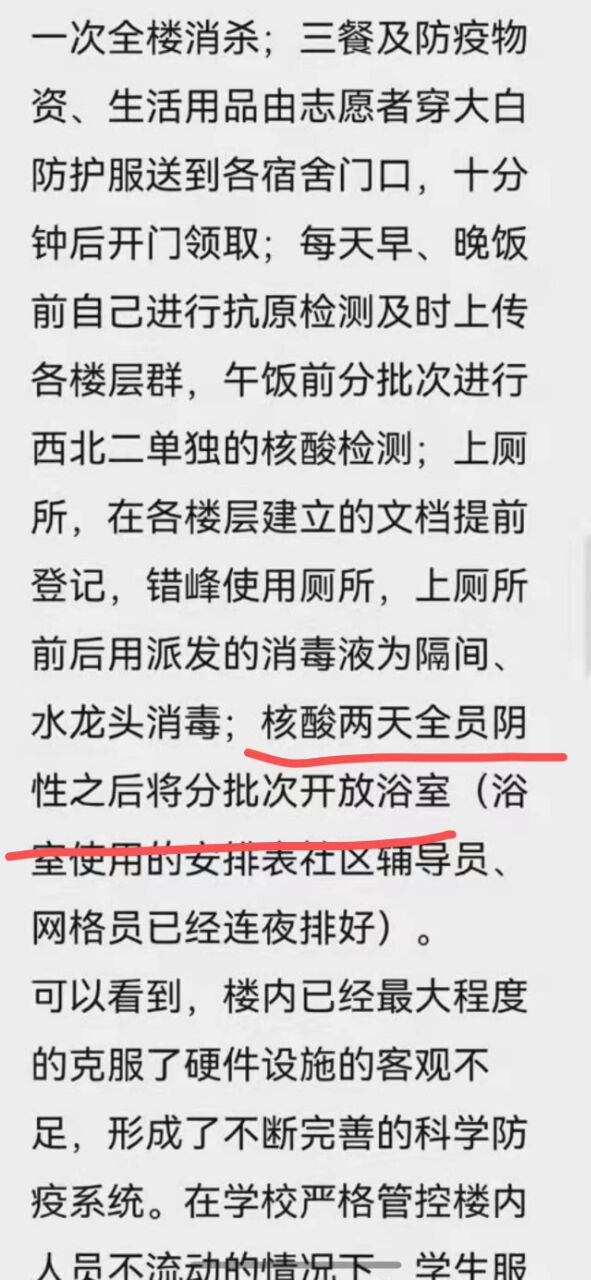 一次全楼消杀；三餐及防疫物
资、生活用品由志愿者穿大白
防护服送到各宿舍门口，十分
钟后开门领取；每天早、晚饭
前自己进行抗原检测及时上传
各楼层群，午饭前分批次进行
西北二单独的核酸检测；上厕
所，在各楼层建立的文档提前
登记，错峰使用厕所，上厕所
前后用派发的消毒液为隔间、
水龙头消毒；核酸两天全员阴
性之后将分批次开放浴室（浴
室使用的安排表社区辅导员、
网格员已经连夜排好）。
可以看到，楼内已经最大程度
的克服了硬件设施的客观不
足，形成了不断完善的科学防
疫系统。在学校严格管控楼内
人员不流动的情况下，学生服